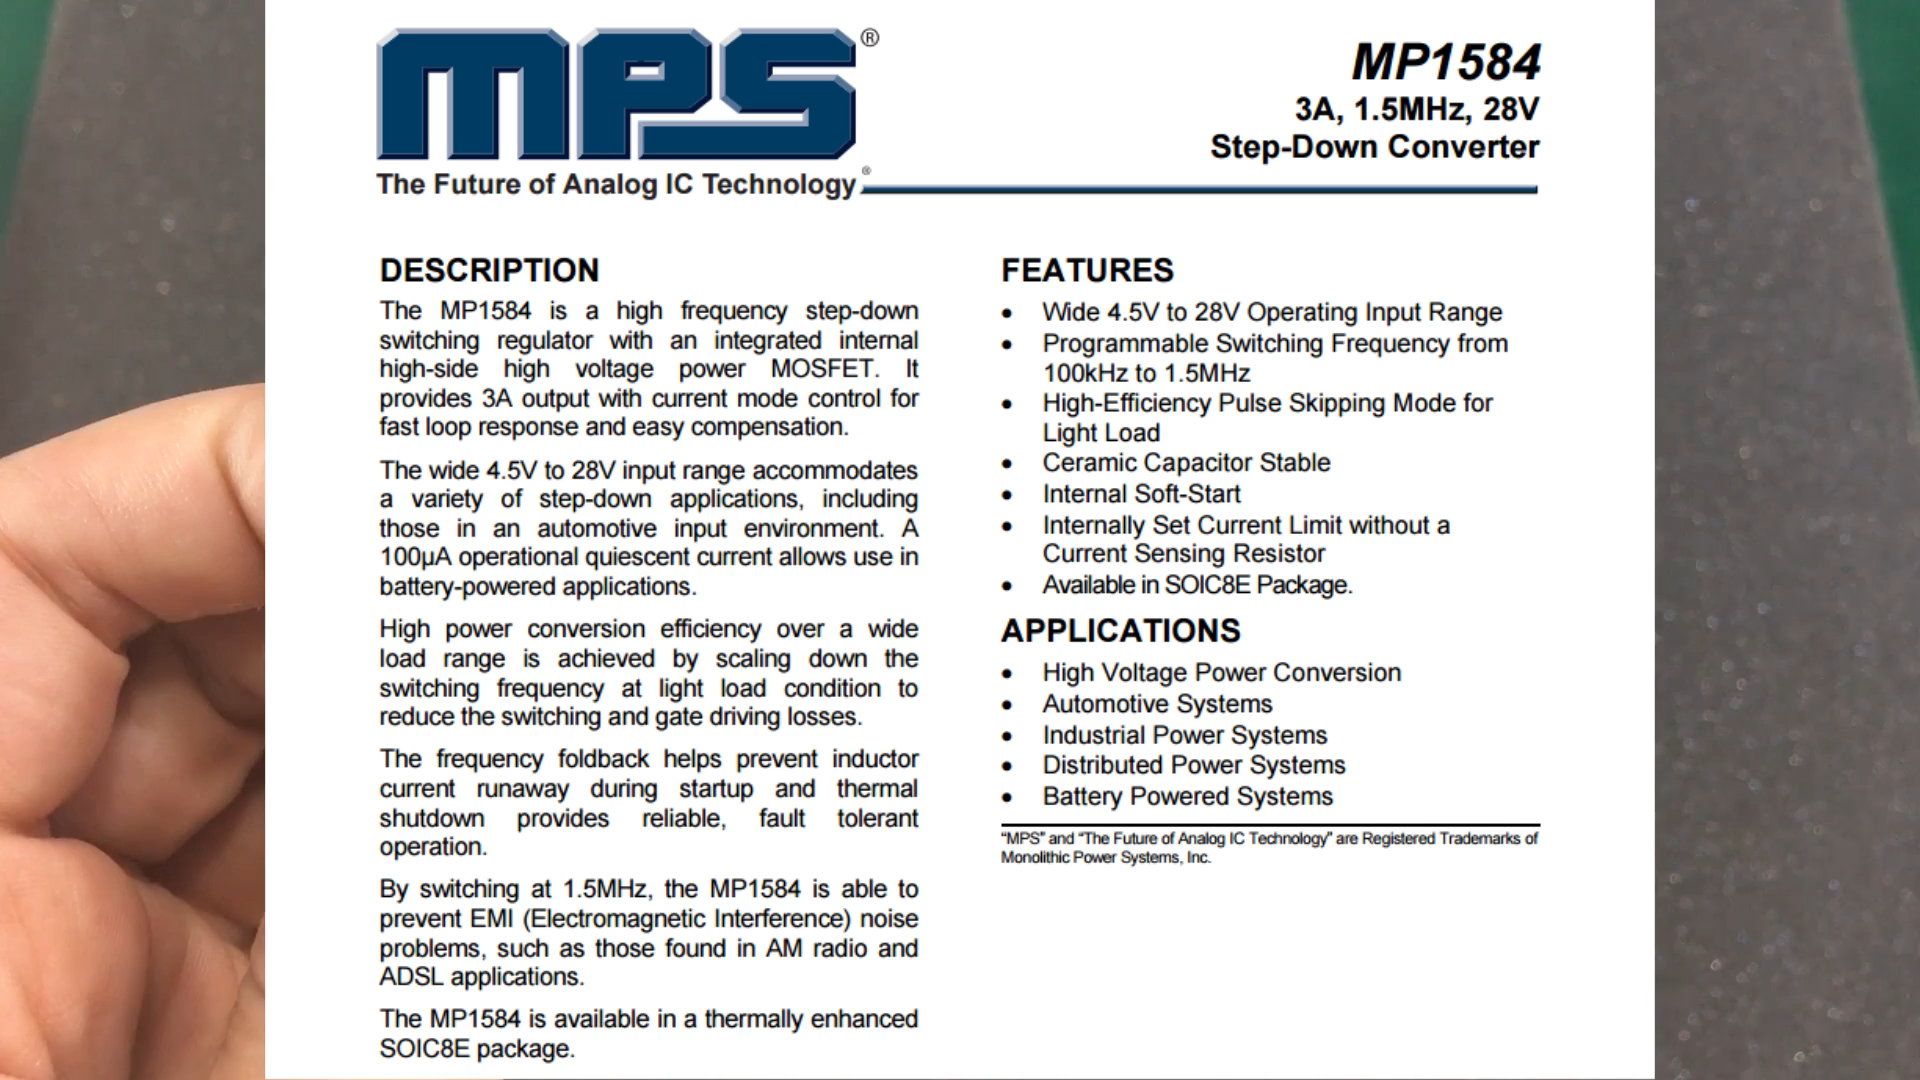 MPS®
The Future of Analog IC Technology®
MP1584
3A, 1.5MHz, 28V
Step-Down Converter
DESCRIPTION
The MP1584 is a high frequency step-down
switching regulator with an integrated internal
high-side high voltage power MOSFET. It
provides 3A output with current mode control for
fast loop response and easy compensation.
The wide 4.5V to 28V input range accommodates
a variety of step-down applications, including
those in an automotive input environment. A
100µA operational quiescent current allows use in
battery-powered applications.
High power conversion efficiency over a wide
load range is achieved by scaling down the
switching frequency at light load condition to
reduce the switching and gate driving losses.
The frequency foldback helps prevent inductor
current runaway during startup and thermal
shutdown provides reliable, fault tolerant
operation.
By switching at 1.5MHz, the MP1584 is able to
prevent EMI (Electromagnetic Interference) noise
problems, such as those found in AM radio and
ADSL applications.
The MP1584 is available in a thermally enhanced
SOIC8E package.
FEATURES
• Wide 4.5V to 28V Operating Input Range
• Programmable Switching Frequency from
100kHz to 1.5MHz
• High-Efficiency Pulse Skipping Mode for
Light Load
• Ceramic Capacitor Stable
• Internal Soft-Start
• Internally Set Current Limit without a
Current Sensing Resistor
• Available in SOIC8E Package.
APPLICATIONS
• High Voltage Power Conversion
• Automotive Systems
• Industrial Power Systems
• Distributed Power Systems
• Battery Powered Systems
“MPS” and “The Future of Analog IC Technology” are Registered Trademarks of
Monolithic Power Systems, Inc.